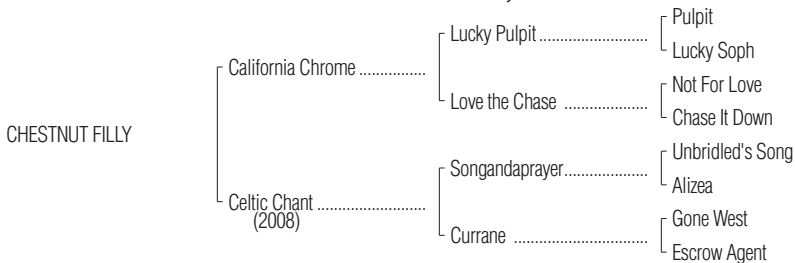 Pulpit
Lucky Pulpit ........................
Lucky Soph
California Chrome ................
Not For Love
Love the Chase ....................
Chase It Down
CHESTNUT FILLY
Unbridled's Song
Songandaprayer...................
Alizea
Celtic Chant ..........................
(2008)
Gone West
Currane ................................
Escrow Agent